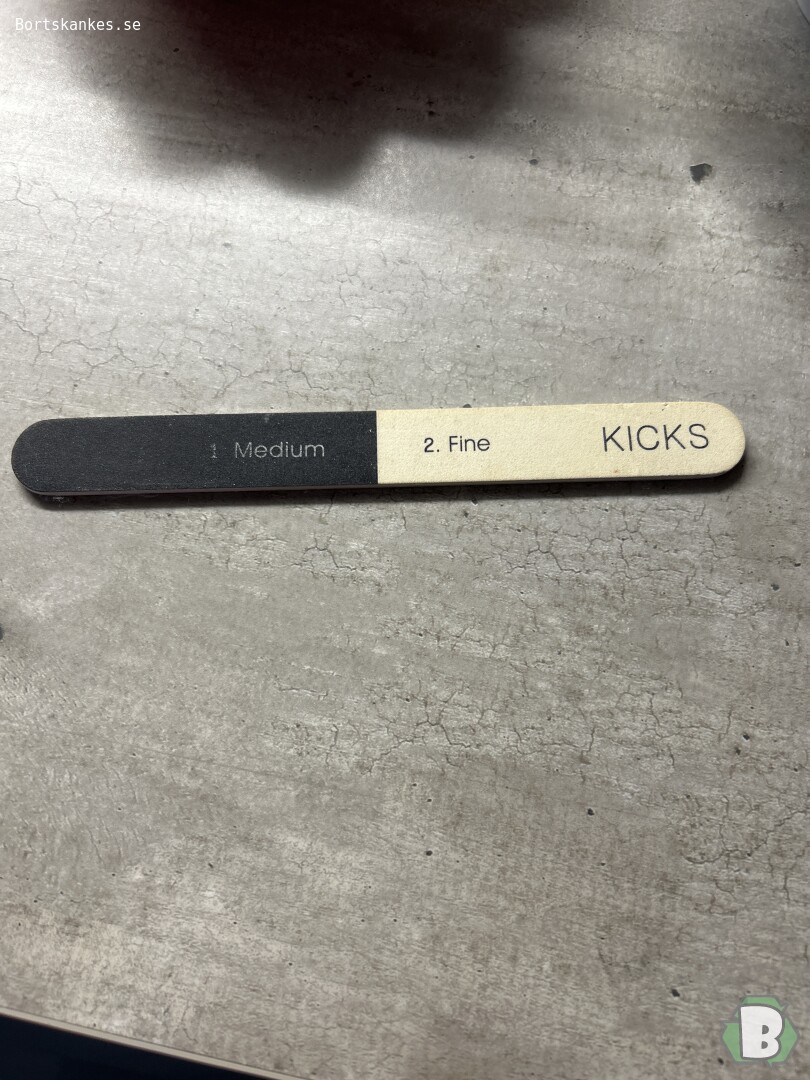 Bortskankes.se
1 Medium
2. Fine
KICKS
B